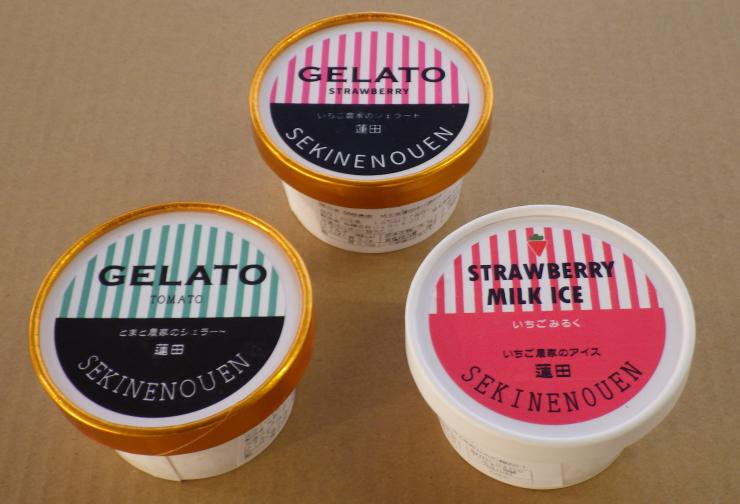 GELATO
STRAWBERRY
いちご農家のジェラート
蓮田
SEKINENOUEN
GELATO
TOMATO
とまと農家のジェラート
蓮田
SEKINENOUEN
STRAWBERRY
MILK ICE
いちごみるく
いちご農家のアイス
蓮田
SEKINENOUEN